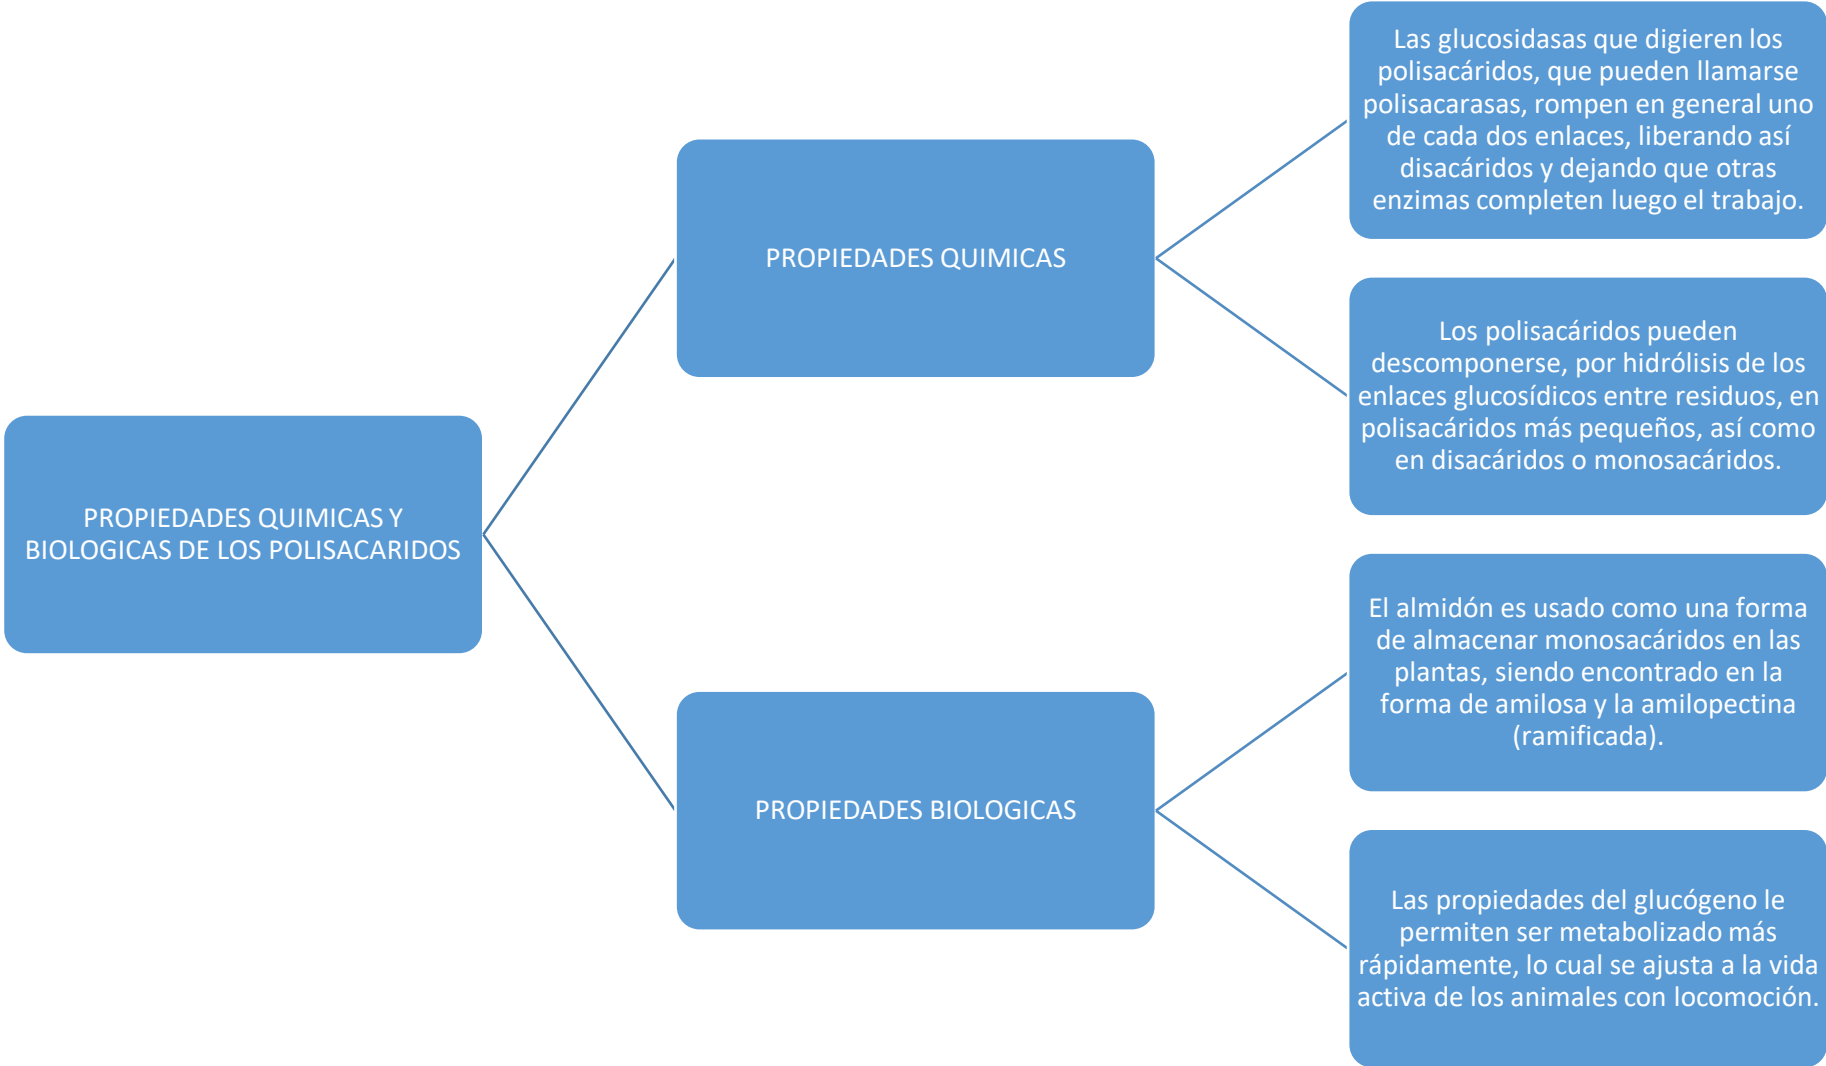 PROPIEDADES QUIMICAS Y
BIOLOGICAS DE LOS POLISACARIDOS
PROPIEDADES QUIMICAS
Las glucosidasas que digieren los
polisacáridos, que pueden llamarse
polisacarasas, rompen en general uno
de cada dos enlaces, liberando así
disacáridos y dejando que otras
enzimas completen luego el trabajo.
Los polisacáridos pueden
descomponerse, por hidrólisis de los
enlaces glucosídicos entre residuos, en
polisacáridos más pequeños, así como
en disacáridos o monosacáridos.
PROPIEDADES BIOLOGICAS
El almidón es usado como una forma
de almacenar monosacáridos en las
plantas, siendo encontrado en la
forma de amilosa y la amilopectina
(ramificada).
Las propiedades del glucógeno le
permiten ser metabolizado más
rápidamente, lo cual se ajusta a la vida
activa de los animales con locomoción.